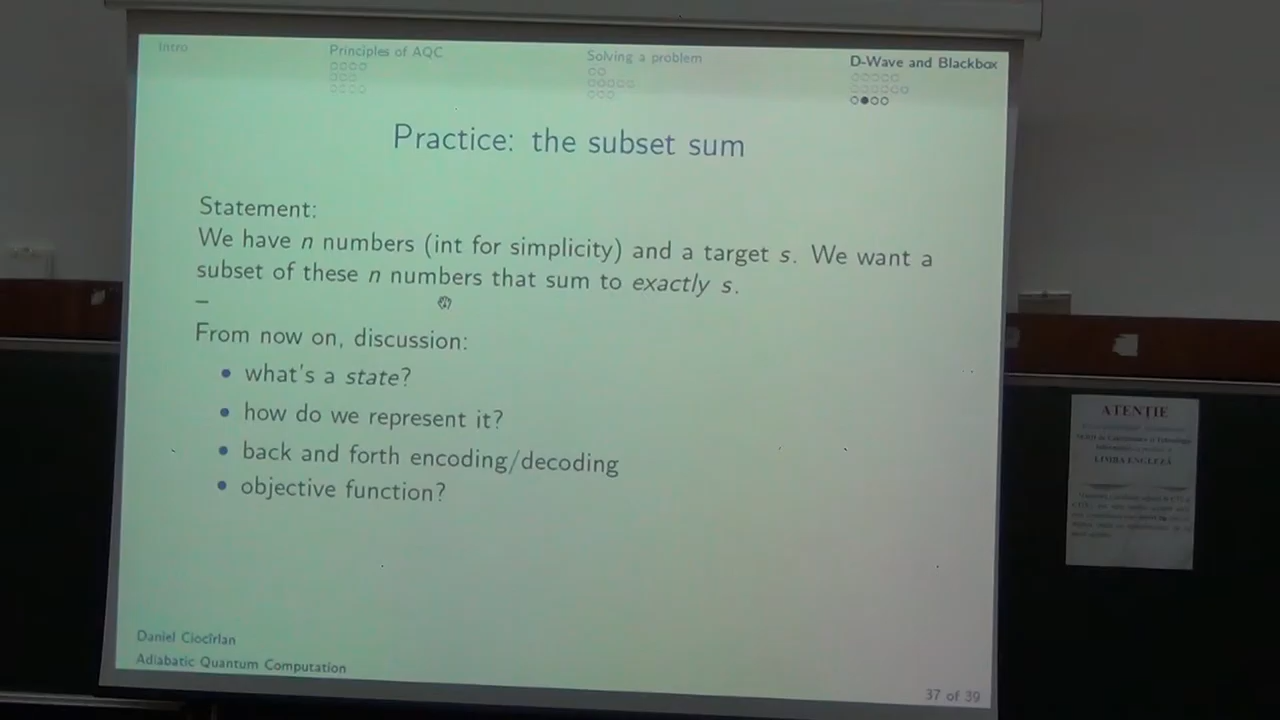 Intro
Principles of AQC
Solving a problem
D-Wave and Blackbox
Practice: the subset sum
Statement:
We have n numbers (int for simplicity) and a target s. We want a
subset of these n numbers that sum to exactly s.
–
From now on, discussion:
• what's a state?
• how do we represent it?
• back and forth encoding/decoding
• objective function?
Daniel Ciocîrlan
Adiabatic Quantum Computation
37 of 39
ATENȚIE
LIMBA ENGLEZĂ